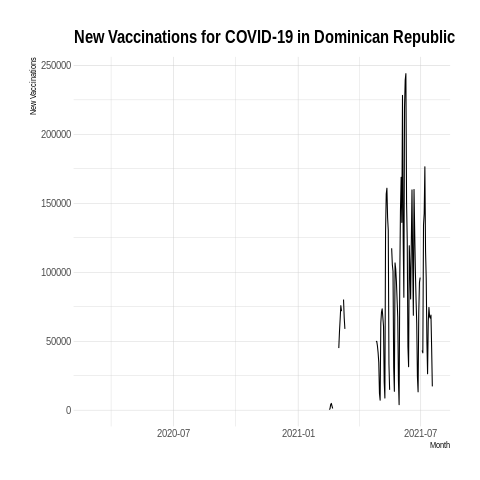 New Vaccinations for COVID-19 in Dominican Republic
New Vaccinations
250000
200000
150000
100000
50000
0
2020-07 2021-01 2021-07
Month